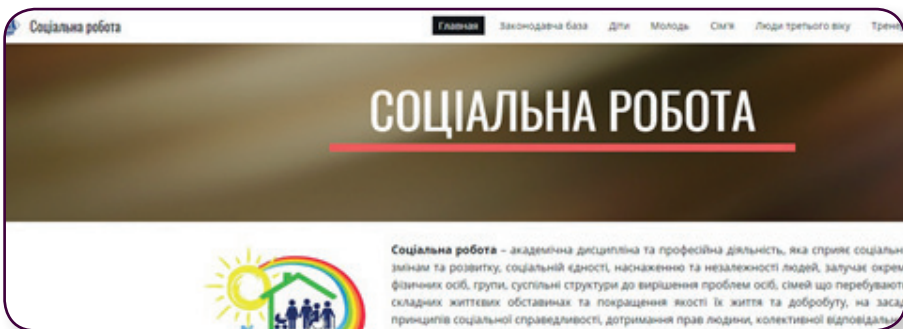 Соціальна робота
Главная Законодавча база Діти Молодь Сім'я Люди третього віку Трене
СОЦІАЛЬНА РОБОТА
Соціальна робота – академічна дисципліна та професійна діяльність, яка сприяє соціальн
змінам та розвитку, соціальній єдності, наснаженню та незалежності людей, залучає окрем
фізичних осіб, групи, суспільні структури до вирішення проблем осіб, сімей що перебувают
складних життєвих обставинах та покращення якості їх життя та добробуту, на засад
принципів соціальної справедливості, дотримання прав людини, колективної відповідальн